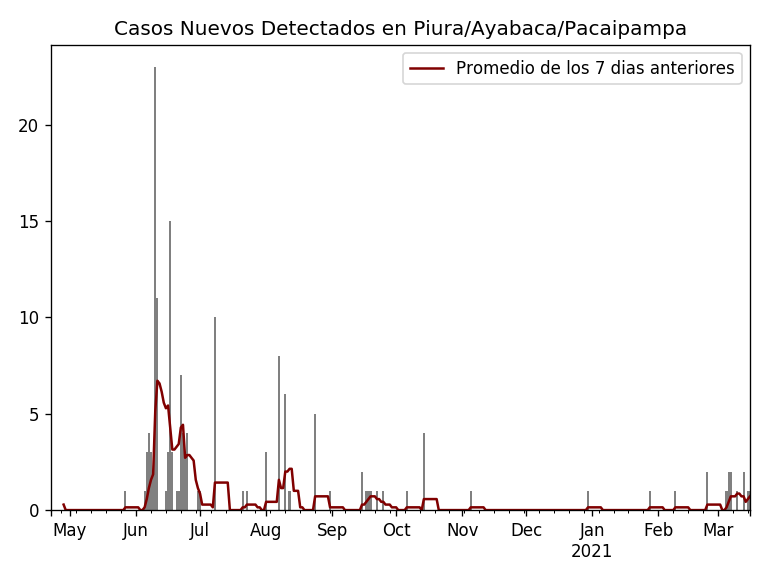 Casos Nuevos Detectados en Piura/Ayabaca/Pacaipampa
Promedio de los 7 dias anteriores
20
15
10
5
0
May Jun Jul Aug Sep Oct Nov Dec Jan Feb Mar
2021